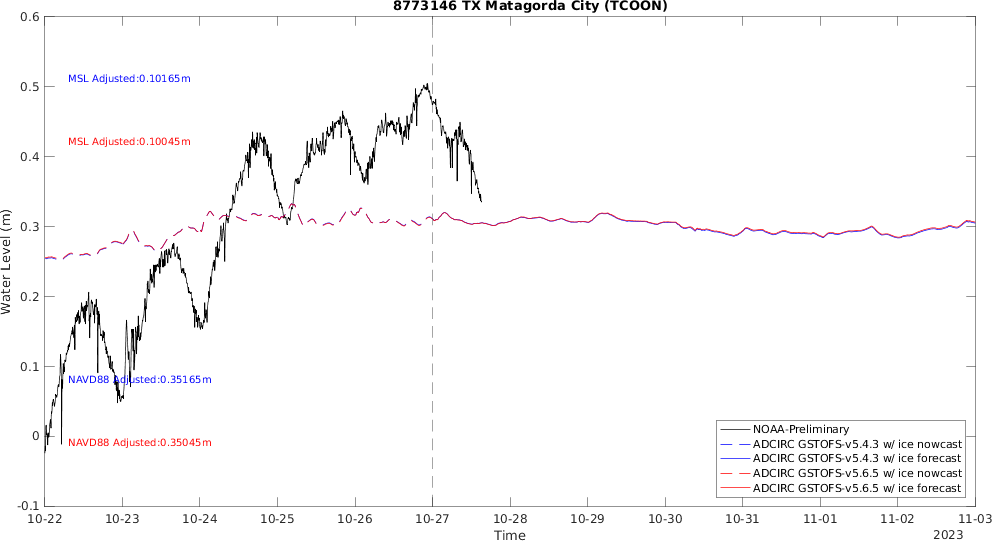 8773146 TX Matagorda City (TCOON)
0.6
0.5
0.4
0.3
0.2
0.1
0
-0.1
Water Level (m)
MSL Adjusted:0.10165m
MSL Adjusted:0.10045m
NAVD88 Adjusted:0.35165m
NAVD88 Adjusted:0.35045m
NOAA-Preliminary
ADCIRC GSTOFS-v5.4.3 w/ ice nowcast
ADCIRC GSTOFS-v5.4.3 w/ ice forecast
ADCIRC GSTOFS-v5.6.5 w/ ice nowcast
ADCIRC GSTOFS-v5.6.5 w/ ice forecast
10-22 10-23 10-24 10-25 10-26 10-27 10-28 10-29 10-30 10-31 11-01 11-02 11-03
Time
2023